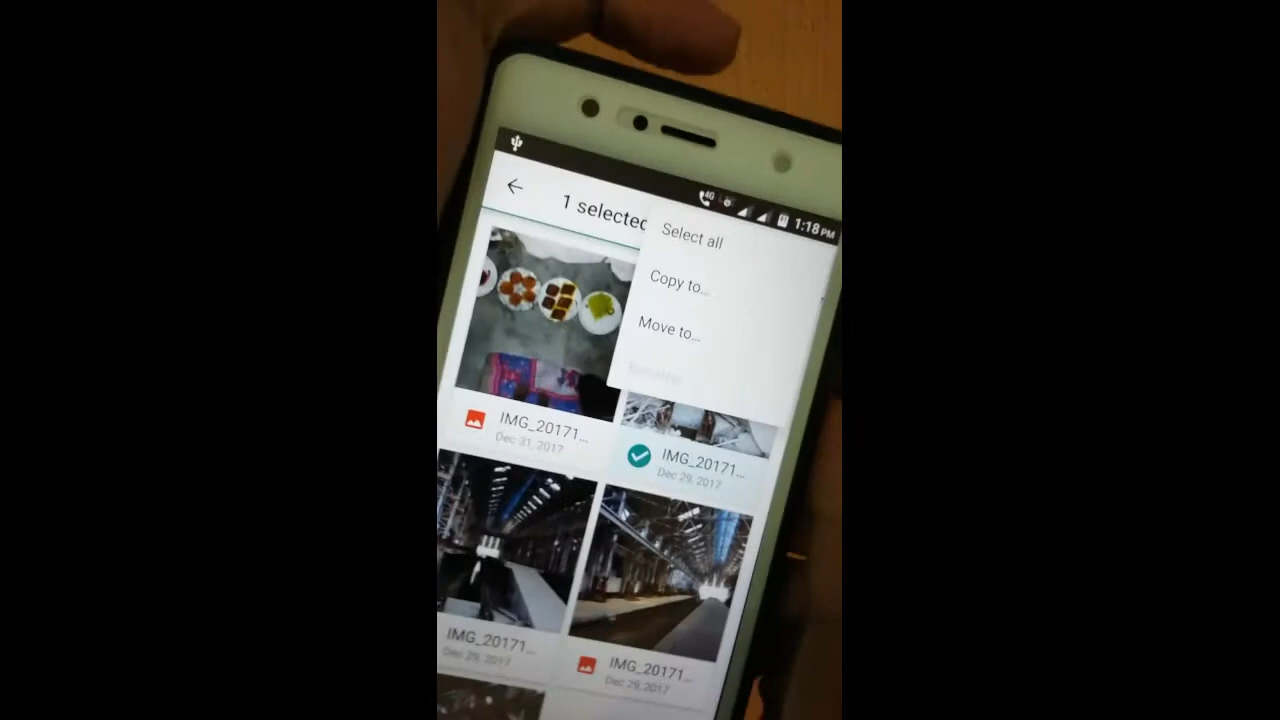 4G
1:18 PM
1 selected
Select all
Copy to...
Move to...
IMG_20171...
Dec 31, 2017
IMG_20171...
Dec 29, 2017
IMG_20171...
Dec 29, 2017
IMG_20171...
Dec 29, 2017